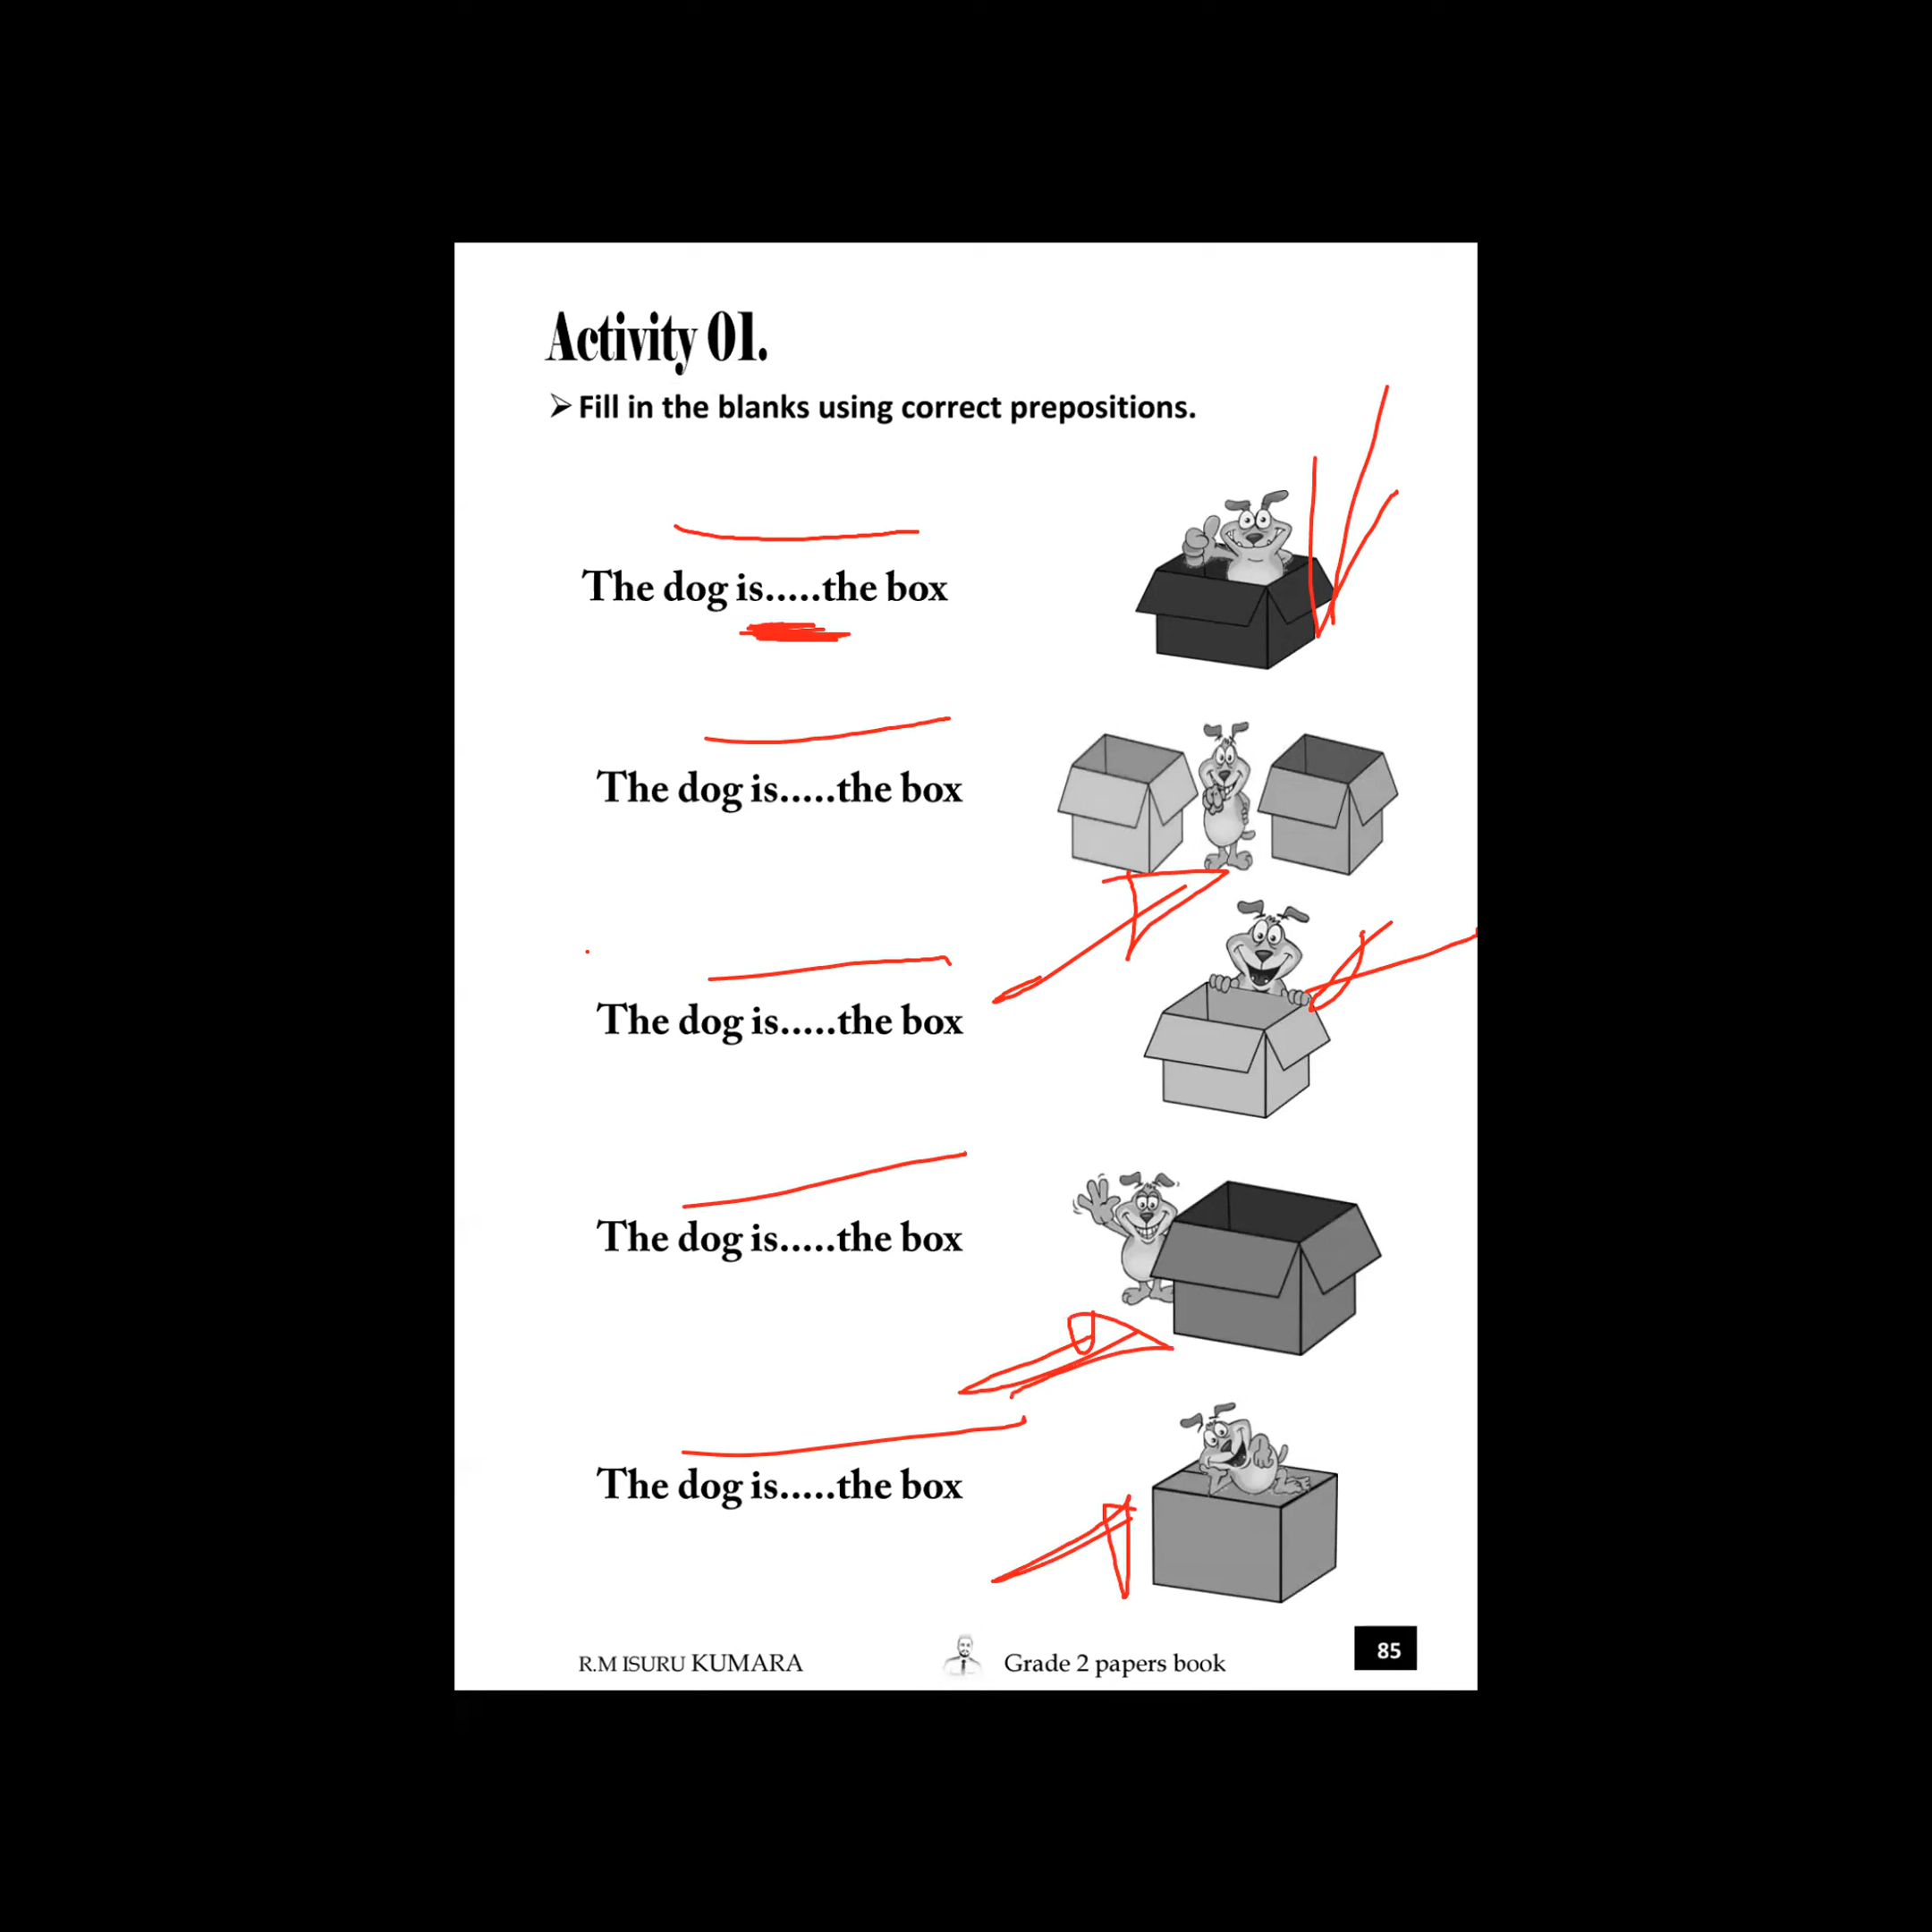 Activity 01.
➢ Fill in the blanks using correct prepositions.
The dog is.....the box
The dog is.....the box
The dog is.....the box
The dog is.....the box
The dog is.....the box
R.M ISURU KUMARA Grade 2 papers book 85